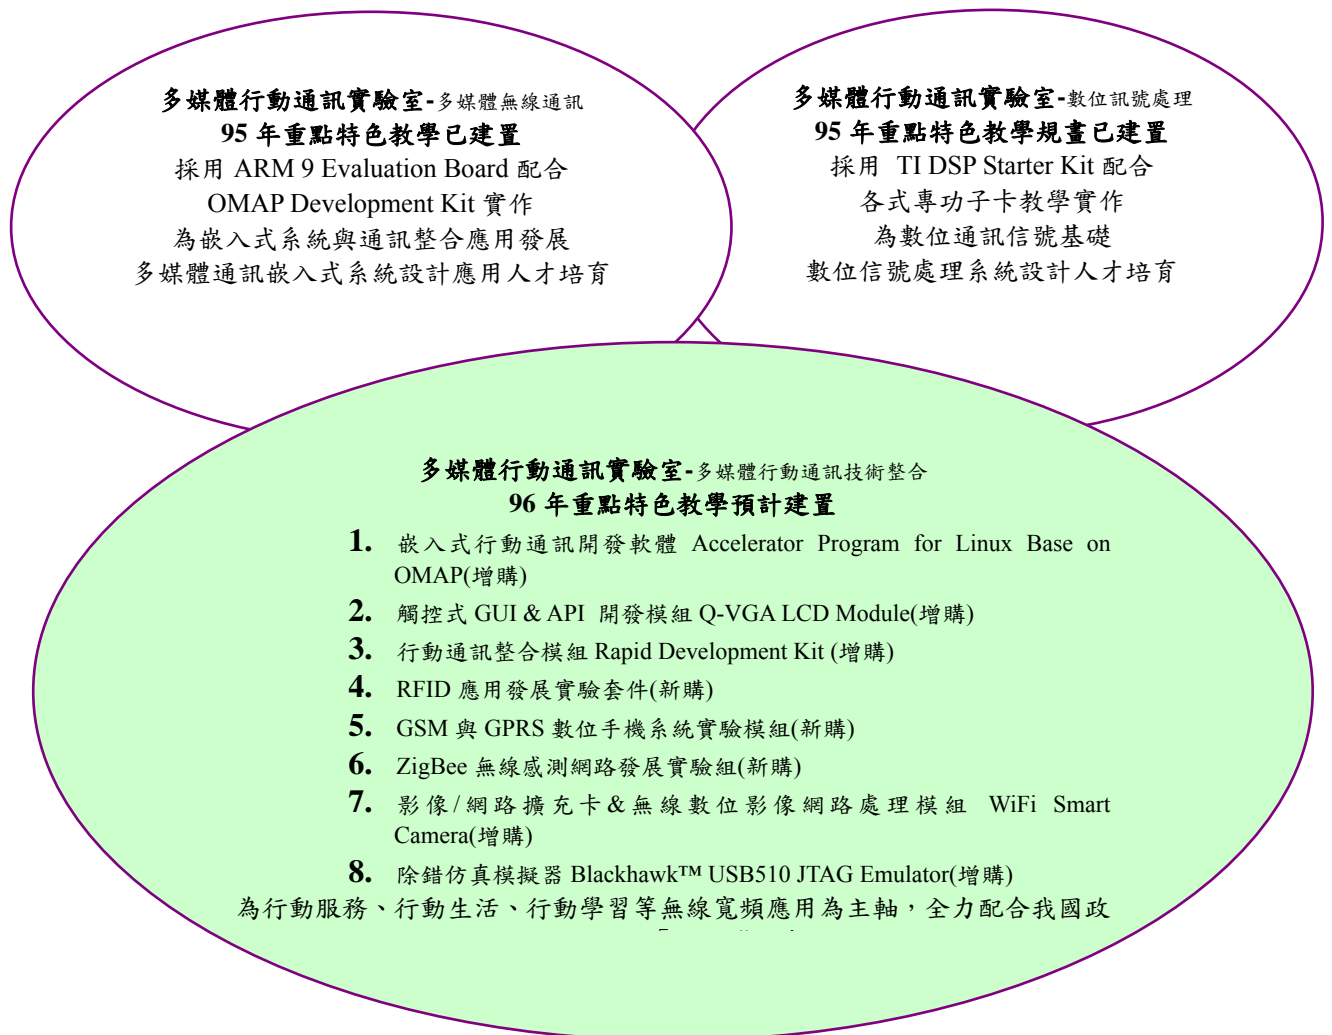 多媒體行動通訊實驗室-多媒體無線通訊
95 年重點特色教學已建置
採用 ARM 9 Evaluation Board 配合
OMAP Development Kit 實作
為嵌入式系統與通訊整合應用發展
多媒體通訊嵌入式系統設計應用人才培育
多媒體行動通訊實驗室-數位訊號處理
95 年重點特色教學規畫已建置
採用 TI DSP Starter Kit 配合
各式專功子卡教學實作
為數位通訊信號基礎
數位信號處理系統設計人才培育
多媒體行動通訊實驗室-多媒體行動通訊技術整合
96 年重點特色教學預計建置
1. 嵌入式行動通訊開發軟體 Accelerator Program for Linux Base on
OMAP(增購)
2. 觸控式 GUI & API 開發模組 Q-VGA LCD Module(增購)
3. 行動通訊整合模組 Rapid Development Kit (增購)
4. RFID 應用發展實驗套件(新購)
5. GSM 與 GPRS 數位手機系統實驗模組(新購)
6. ZigBee 無線感測網路發展實驗組(新購)
7. 影像/網路擴充卡&無線數位影像網路處理模組 WiFi Smart
Camera(增購)
8. 除錯仿真模擬器 Blackhawk™ USB510 JTAG Emulator(增購)
為行動服務、行動生活、行動學習等無線寬頻應用為主軸，全力配合我國政